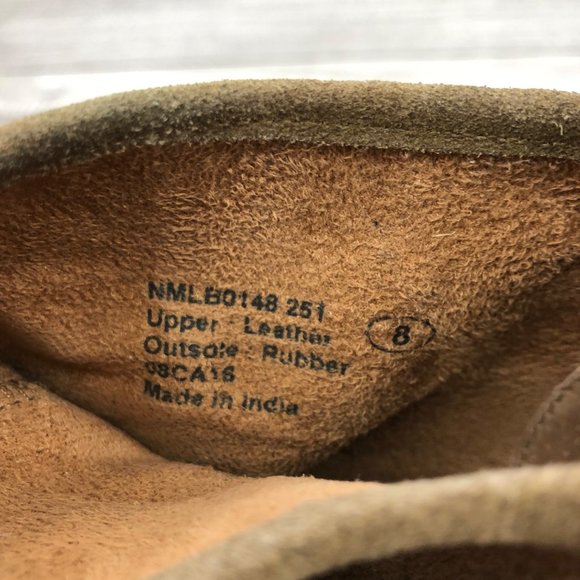 NMLB0148 251
Upper : Leather
Outsole : Rubber
08CA16
Made in India
8